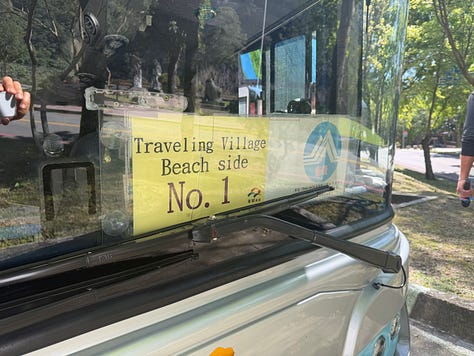 Traveling Village
Beach side
No. 1